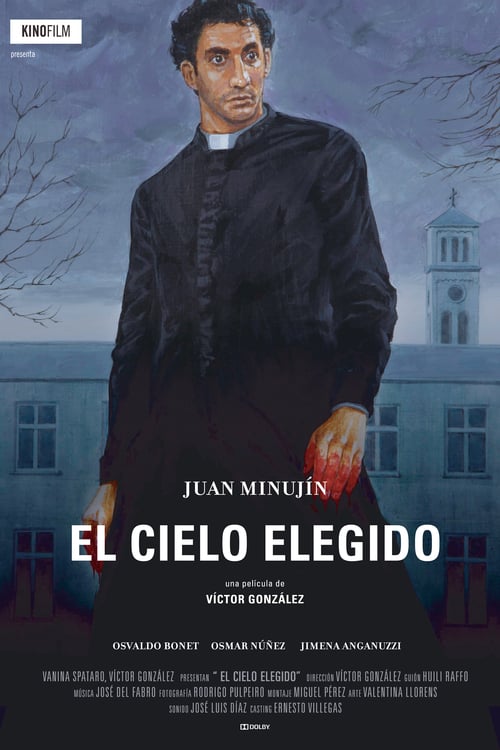 KINOFILM
presenta
JUAN MINUJÍN
EL CIELO ELEGIDO
una película de
VÍCTOR GONZÁLEZ
OSVALDO BONET OSMAR NÚÑEZ JIMENA ANGANUZZI
VANINA SPATARO, VÍCTOR GONZÁLEZ PRESENTAN “ EL CIELO ELEGIDO” DIRECCIÓN VÍCTOR GONZÁLEZ GUIÓN HUILI RAFFO
MÚSICA JOSÉ DEL FABRO FOTOGRAFÍA RODRIGO PULPEIRO MONTAJE MIGUEL PÉREZ ARTE VALENTINA LLORENS
SONIDO JOSÉ LUIS DÍAZ CASTING ERNESTO VILLEGAS
DOLBY